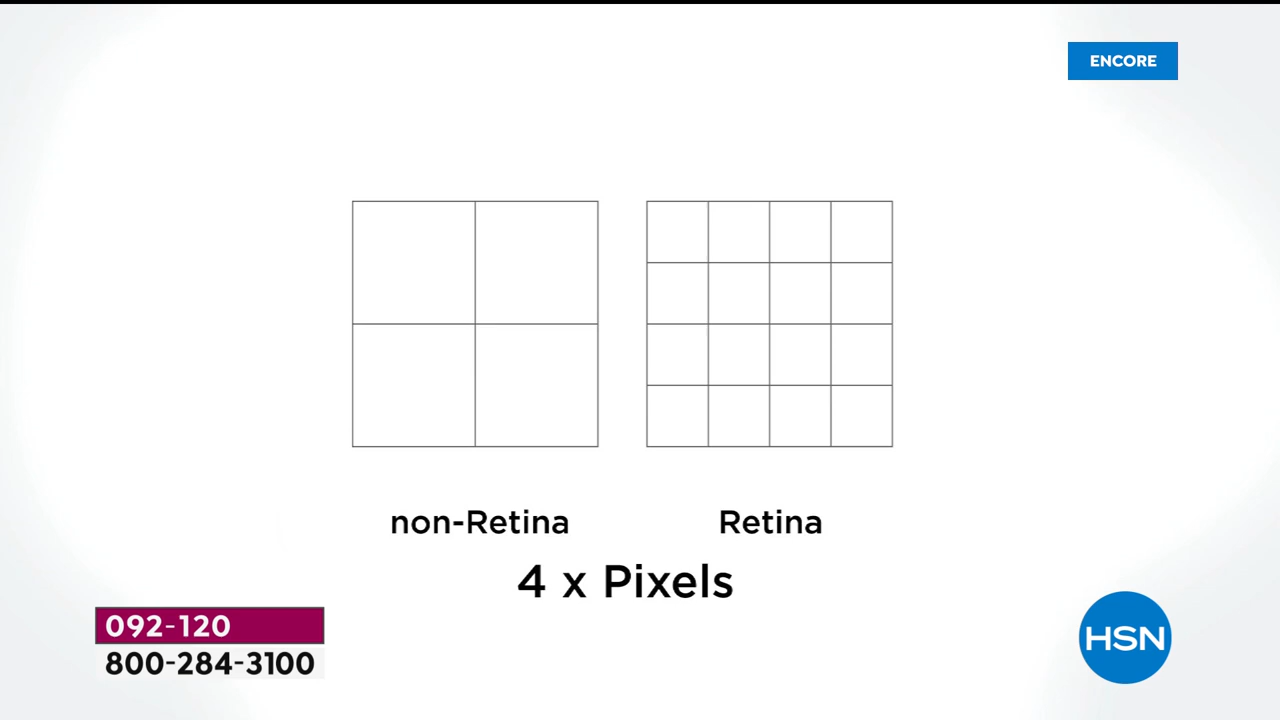 ENCORE
non-Retina
Retina
4 x Pixels
092-120
800-284-3100
HSN